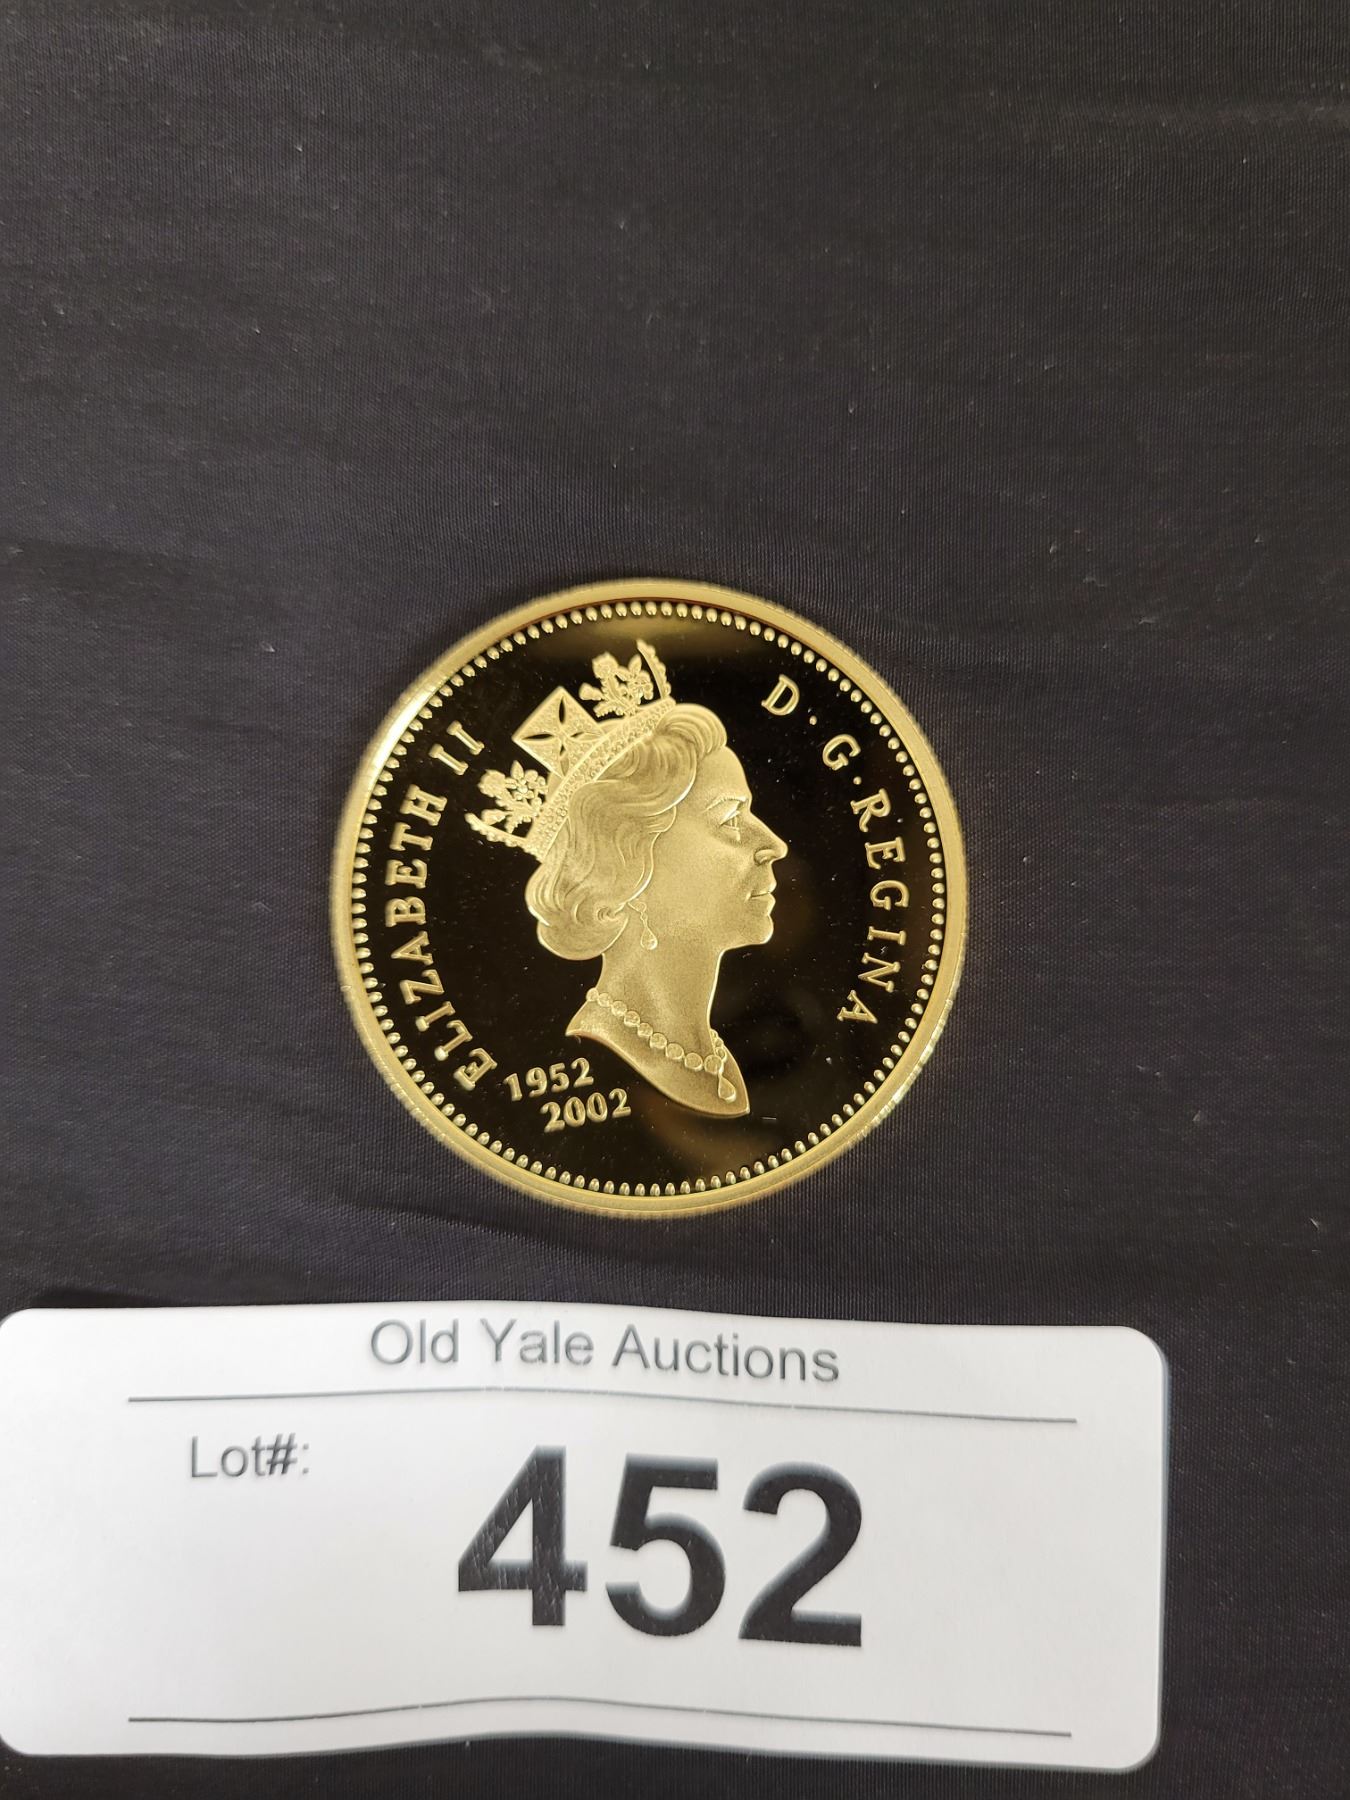 ELIZABETH II
D · G · REGINA
1952
2002
Old Yale Auctions
Lot#:
452